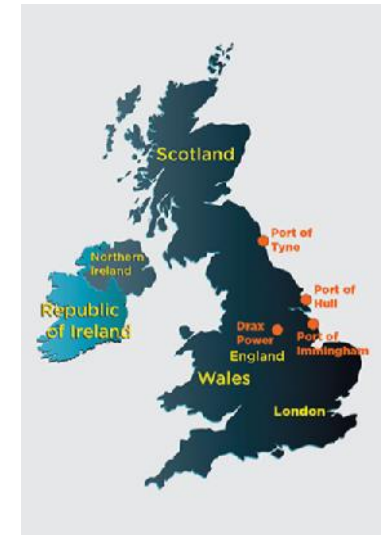 Scotland
Port of
Tyne
Northern
Ireland
Port of
Hull
Republic
of Ireland
Drax
Power
Port of
Immingham
England
Wales
London